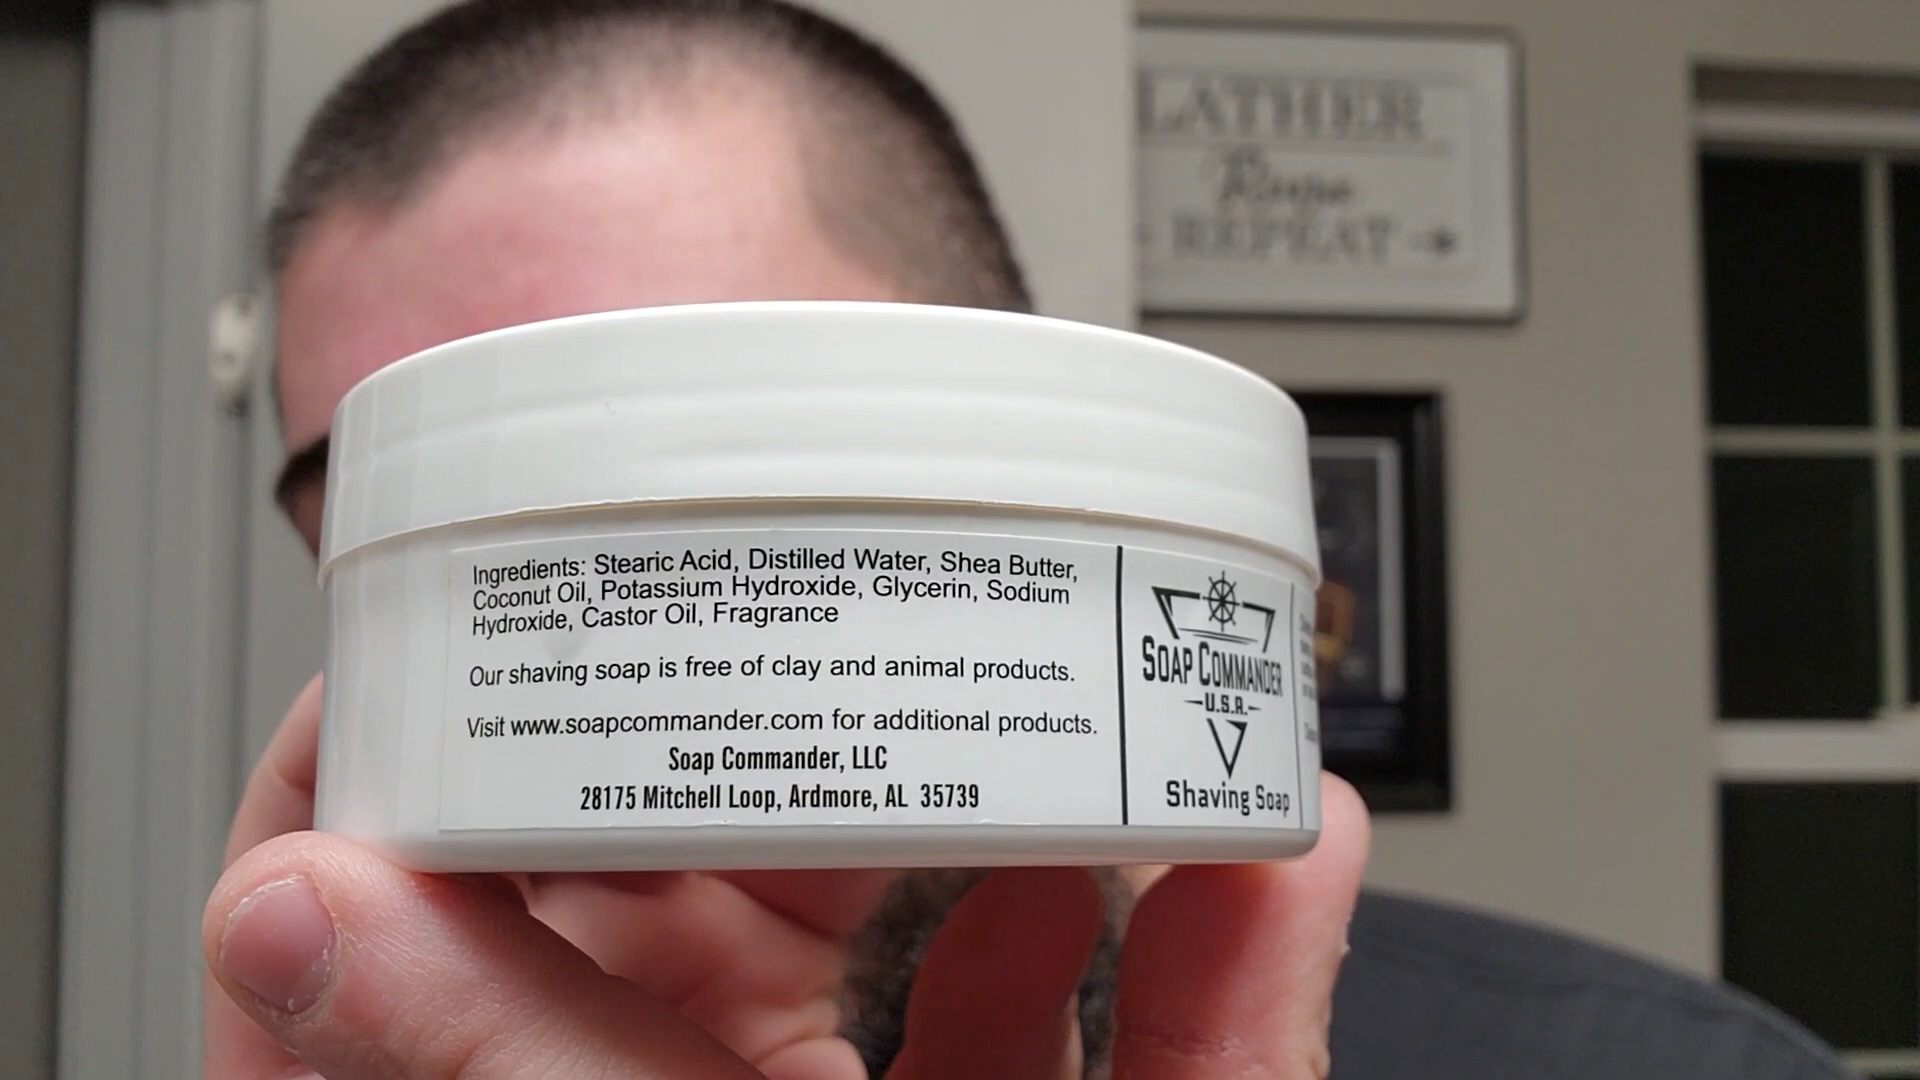 LATHER
Rinse
REPEAT
Ingredients: Stearic Acid, Distilled Water, Shea Butter,
Coconut Oil, Potassium Hydroxide, Glycerin, Sodium
Hydroxide, Castor Oil, Fragrance
Our shaving soap is free of clay and animal products.
Visit www.soapcommander.com for additional products.
Soap Commander, LLC
28175 Mitchell Loop, Ardmore, AL 35739
SOAP COMMANDER
U.S.A.
Shaving Soap